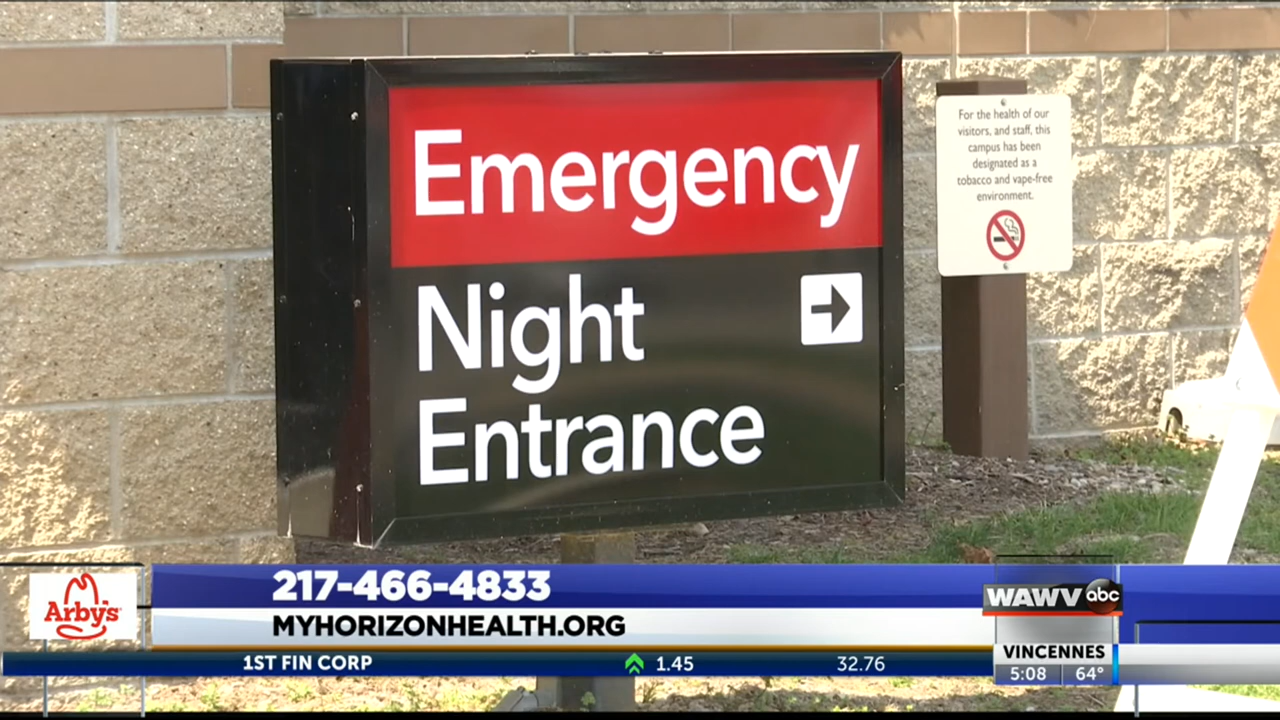 Emergency
Night
Entrance
For the health of our
visitors, and staff, this
campus has been
designated as a
tobacco and vape-free
environment.
217-466-4833
MYHORIZONHEALTH.ORG
Arby's
WAWV abc
VINCENNES
5:08 64°
1ST FIN CORP 1.45 32.76